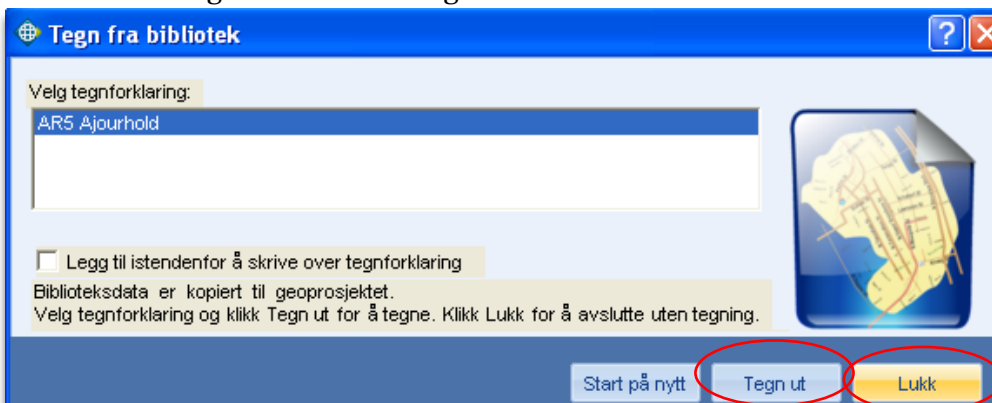 Tegn fra bibliotek
Velg tegnforklaring:
AR5 Ajourhold
Legg til istendenfor å skrive over tegnforklaring
Biblioteksdata er kopiert til geoprosjektet.
Velg tegnforklaring og klikk Tegn ut for å tegne. Klikk Lukk for å avslutte uten tegning.
Start på nytt Tegn ut Lukk